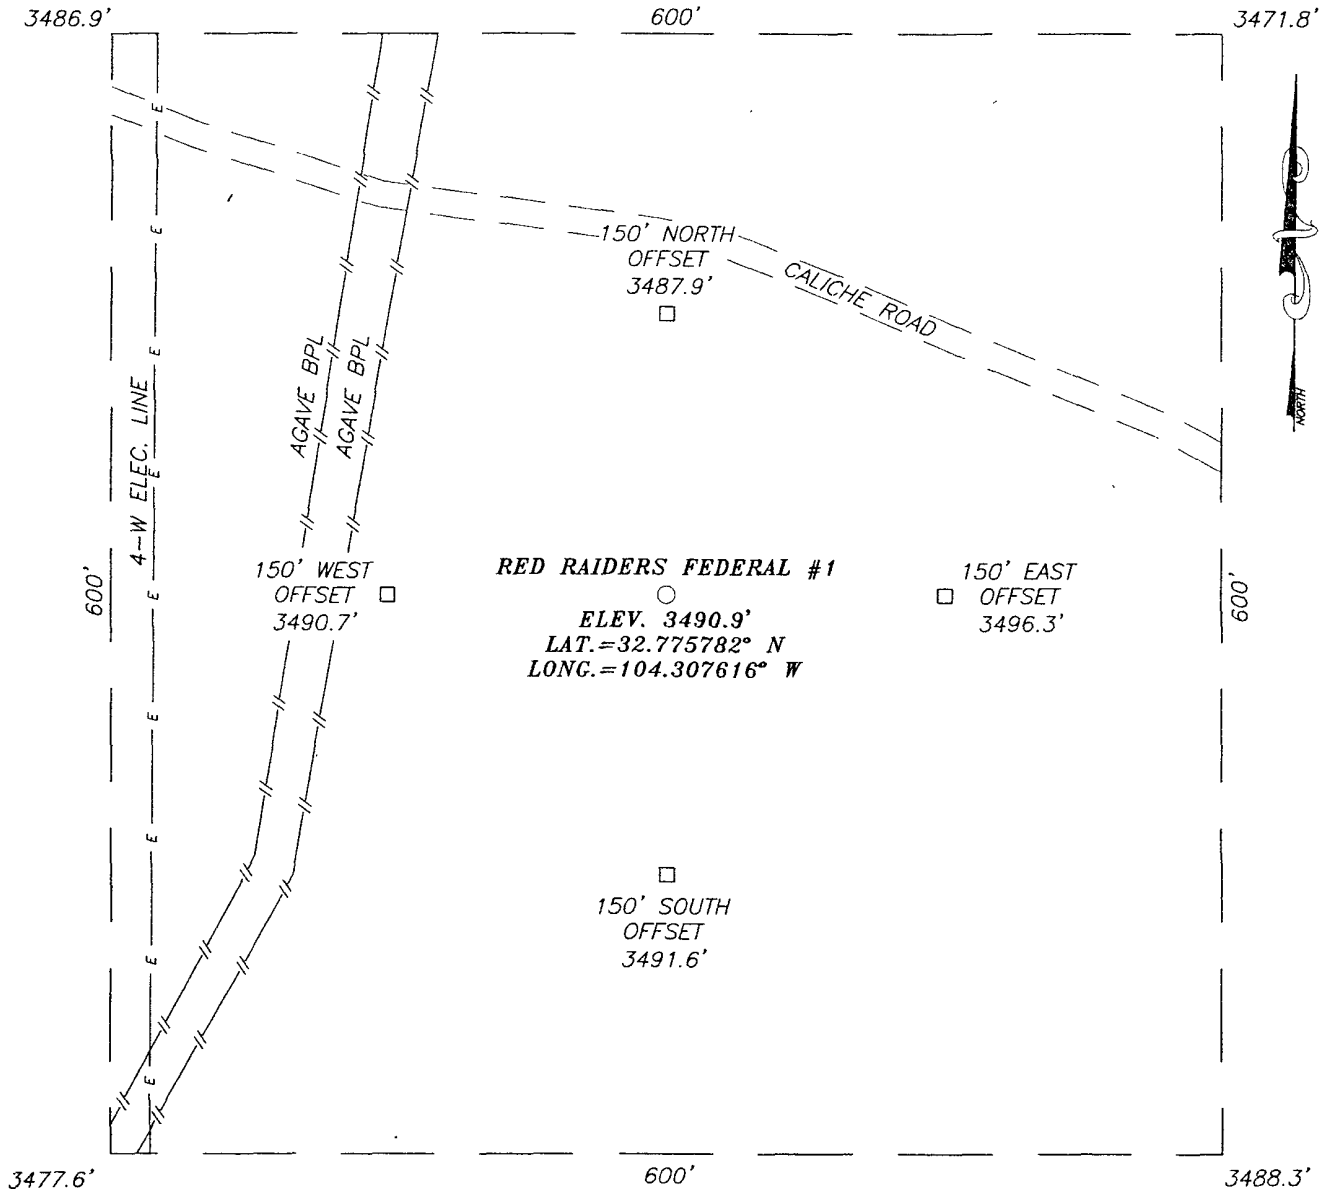 3486.9'
600'
3471.8'
150' NORTH
OFFSET
3487.9'
CALICHE ROAD
NORTH
AGAVE BPL
AGAVE BPL
4-W ELEC. LINE
E
E
E
E
E
E
E
E
E
600'
150' WEST
OFFSET
3490.7'
RED RAIDERS FEDERAL #1
ELEV. 3490.9'
LAT.=32.775782° N
LONG.=104.307616° W
150' EAST
OFFSET
3496.3'
600'
150' SOUTH
OFFSET
3491.6'
3477.6'
600'
3488.3'